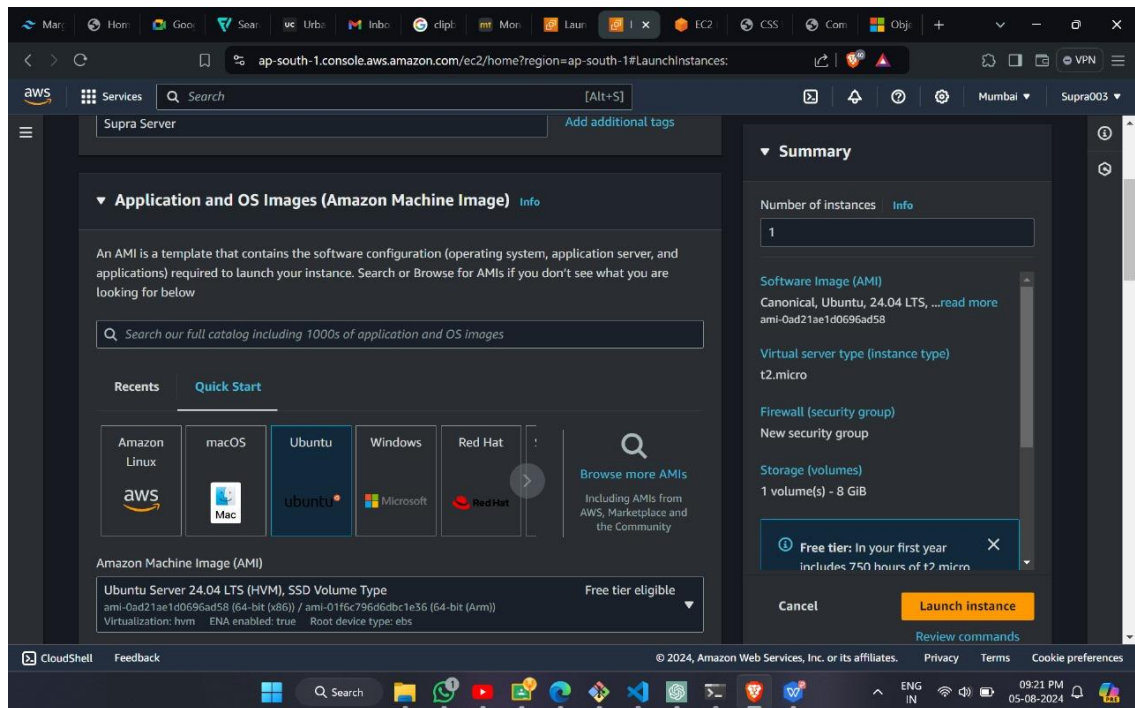 Marg
Hom
Goo
Sear
UC Urba
Inbo
clipb
mt Mon
Laun
I
EC2
CSS
Com
Obje
ap-south-1.console.aws.amazon.com/ec2/home?region=ap-south-1#LaunchInstances:
VPN
aws
Services
Search
[Alt+S]
Mumbai
Supra003
Supra Server
Add additional tags
Application and OS Images (Amazon Machine Image) Info
An AMI is a template that contains the software configuration (operating system, application server, and
applications) required to launch your instance. Search or Browse for AMIs if you don't see what you are
looking for below
Search our full catalog including 1000s of application and OS images
Recents
Quick Start
Amazon
Linux
aws
macOS
Mac
Ubuntu
ubuntu
Windows
Microsoft
Red Hat
Red Hat
Browse more AMIs
Including AMIs from
AWS, Marketplace and
the Community
Amazon Machine Image (AMI)
Ubuntu Server 24.04 LTS (HVM), SSD Volume Type
Free tier eligible
ami-0ad21ae1d0696ad58 (64-bit (x86)) / ami-01f6c796d6dbc1e36 (64-bit (Arm))
Virtualization: hvm ENA enabled: true Root device type: ebs
Summary
Number of instances Info
1
Software Image (AMI)
Canonical, Ubuntu, 24.04 LTS, ...read more
ami-0ad21ae1d0696ad58
Virtual server type (instance type)
t2.micro
Firewall (security group)
New security group
Storage (volumes)
1 volume(s) - 8 GiB
Free tier: In your first year
includes 750 hours of t2.micro
Cancel
Launch instance
Review commands
CloudShell
Feedback
© 2024, Amazon Web Services, Inc. or its affiliates.
Privacy
Terms
Cookie preferences
Search
ENG
IN
09:21 PM
05-08-2024